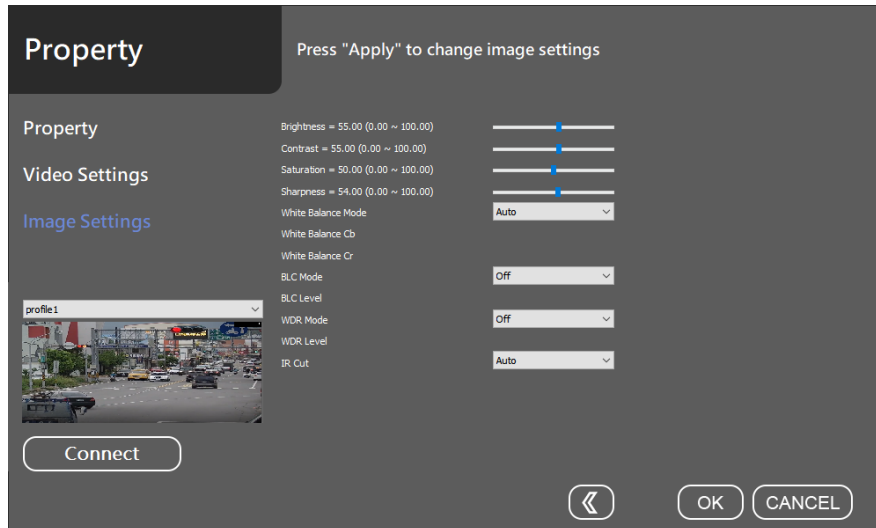 Property
Press "Apply" to change image settings
Property
Video Settings
Image Settings
profile1
Connect
Brightness = 55.00 (0.00 ~ 100.00)
Contrast = 55.00 (0.00 ~ 100.00)
Saturation = 50.00 (0.00 ~ 100.00)
Sharpness = 54.00 (0.00 ~ 100.00)
White Balance Mode Auto
White Balance Cb
White Balance Cr
BLC Mode Off
BLC Level
WDR Mode Off
WDR Level
IR Cut Auto
OK CANCEL